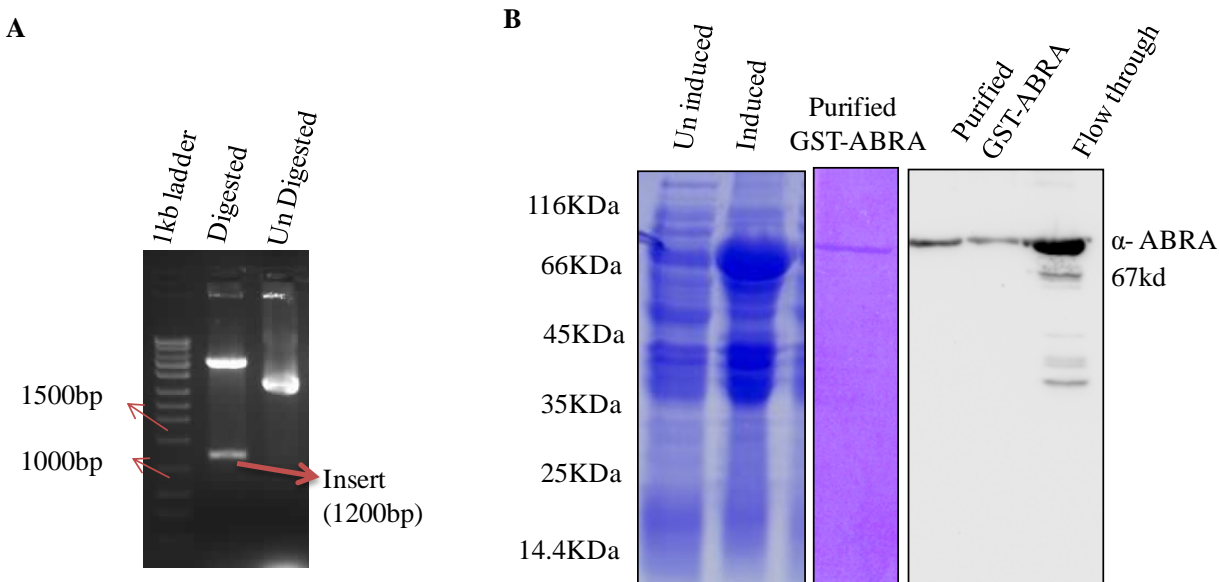 A
1kb ladder
Digested
Un Digested
1500bp
1000bp
Insert
(1200bp)
B
Un induced
Induced
Purified
GST-ABRA
Purified
GST-ABRA
Flow through
116KDa
66KDa
45KDa
35KDa
25KDa
14.4KDa
α- ABRA
67kd